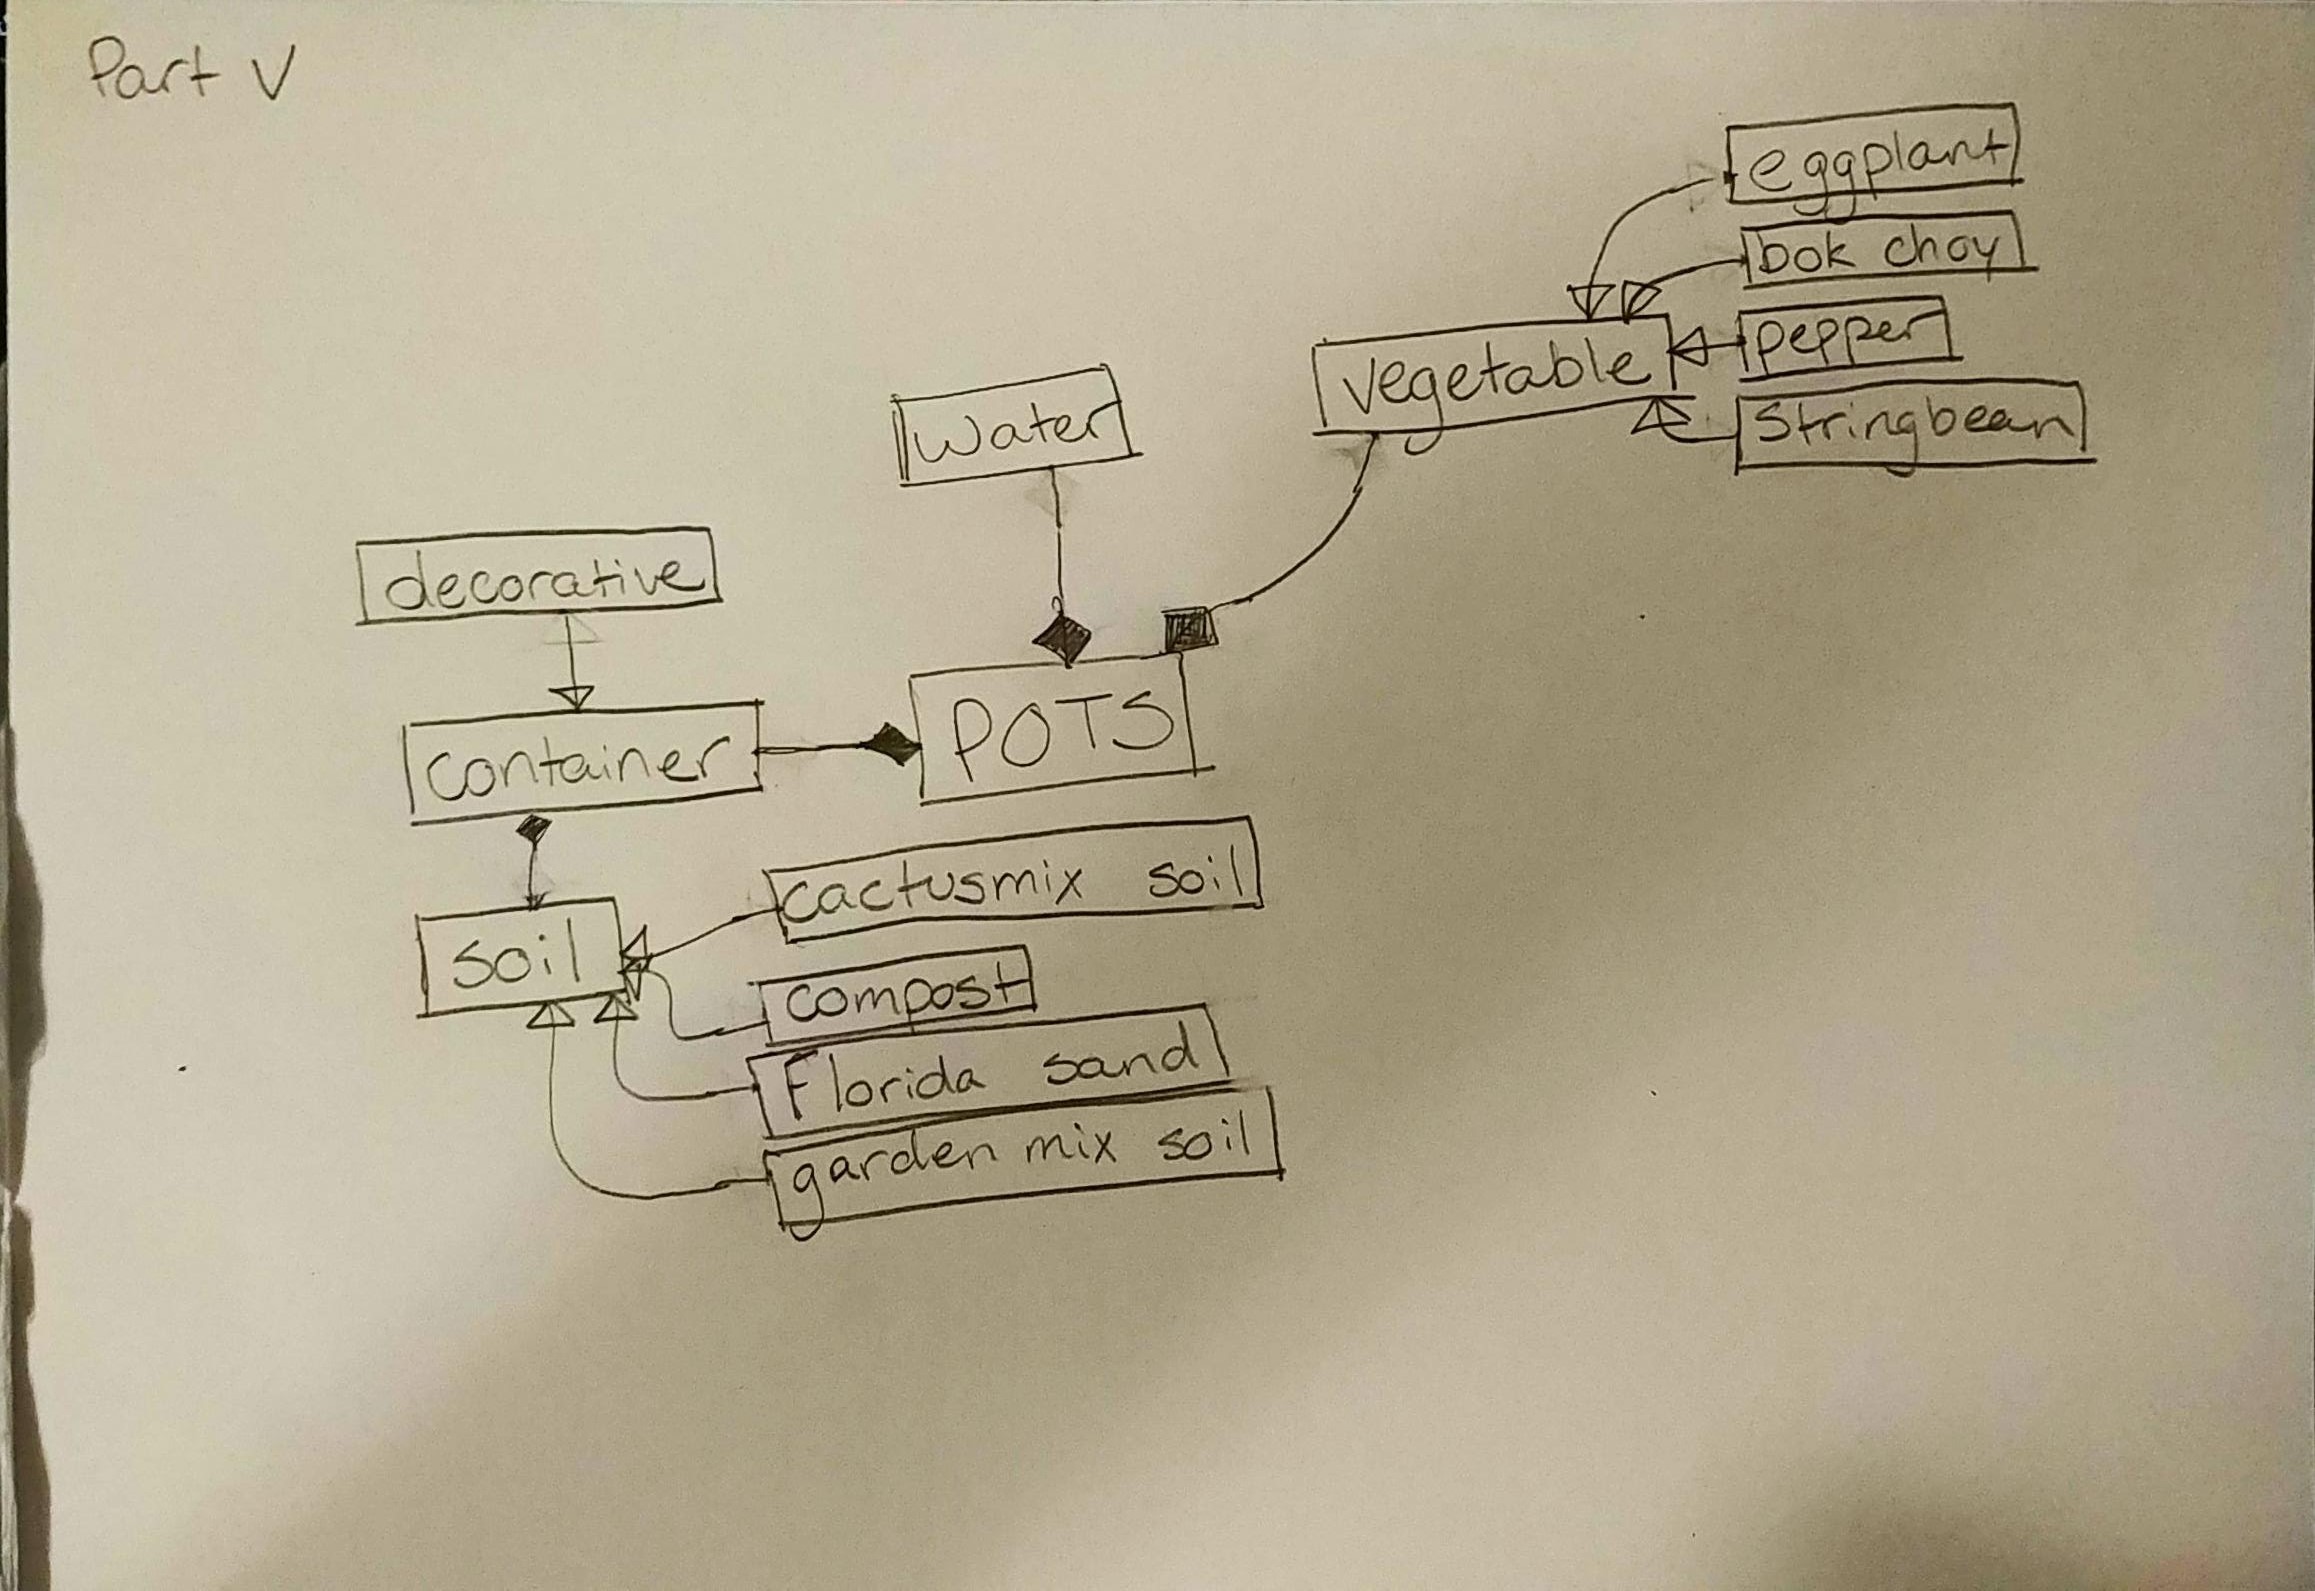 Part V
eggplant
bok choy
pepper
vegetable
Stringbean
Water
decorative
POTS
container
cactusmix soil
soil
compost
Florida sand
garden mix soil